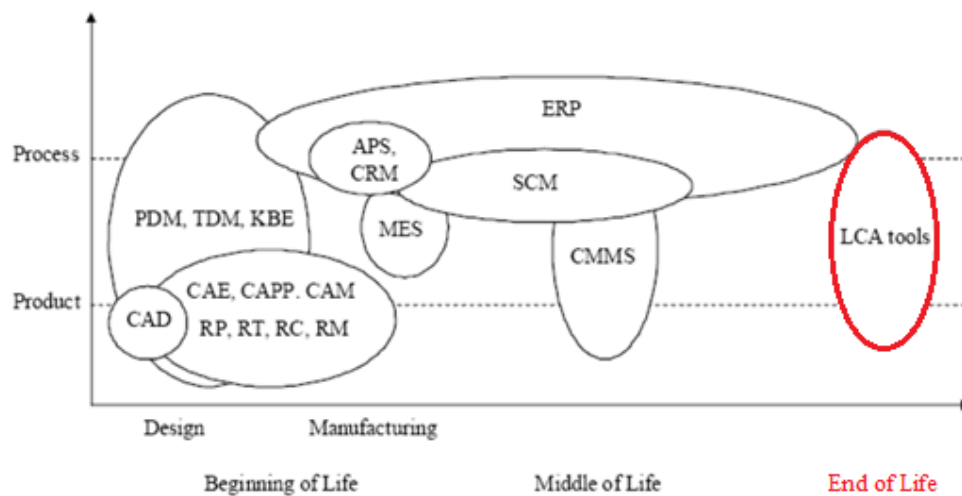 ERP
Process
APS,
CRM
SCM
PDM, TDM, KBE
MES
CMMS
LCA tools
Product
CAD
CAE, CAPP. CAM
RP, RT, RC, RM
Design
Manufacturing
Beginning of Life
Middle of Life
End of Life